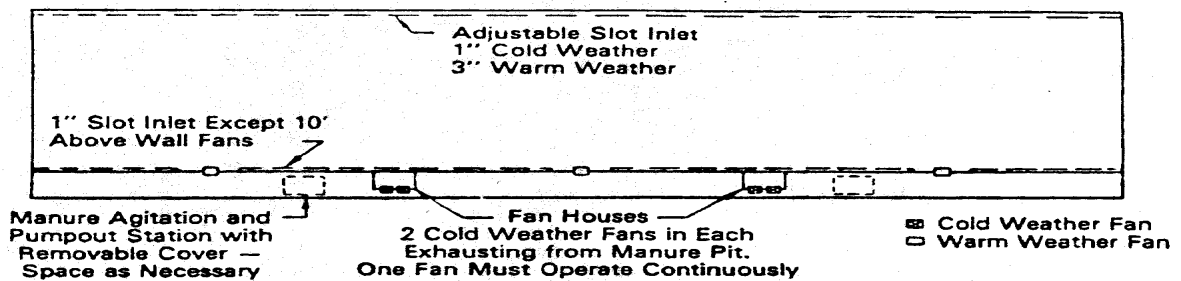 Adjustable Slot Inlet
1" Cold Weather
3" Warm Weather
1" Slot Inlet Except 10'
Above Wall Fans
Manure Agitation and
Pumpout Station with
Removable Cover —
Space as Necessary
Fan Houses
2 Cold Weather Fans in Each
Exhausting from Manure Pit.
One Fan Must Operate Continuously
Cold Weather Fan
Warm Weather Fan